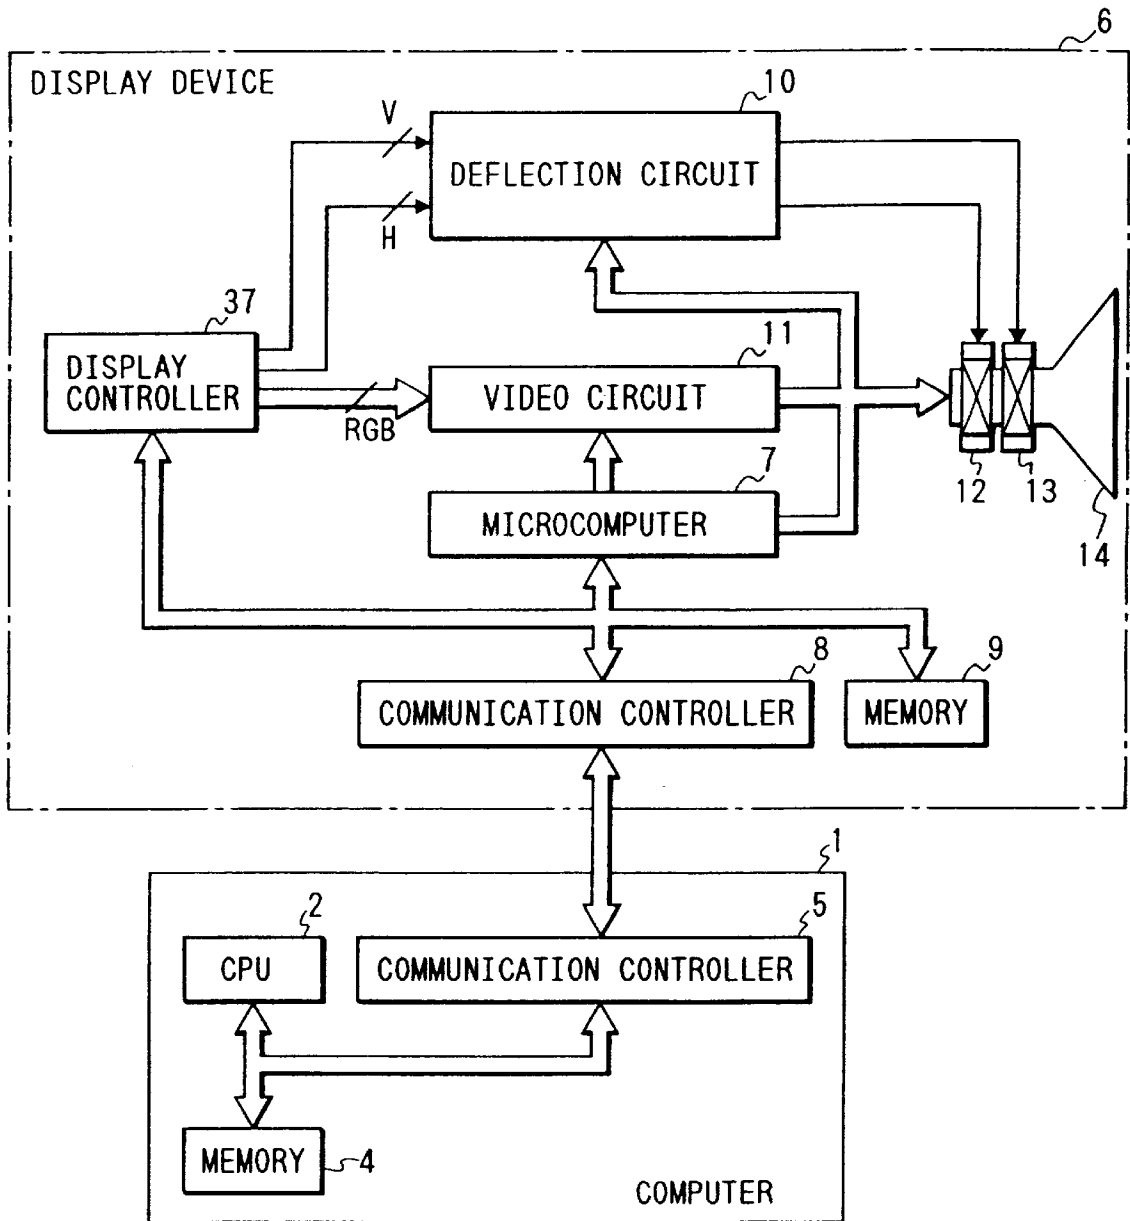 6
DISPLAY DEVICE
10
V
DEFLECTION CIRCUIT
H
37
11
DISPLAY
CONTROLLER
VIDEO CIRCUIT
RGB
7
12
13
MICROCOMPUTER
14
8
9
COMMUNICATION CONTROLLER
MEMORY
1
2
5
CPU
COMMUNICATION CONTROLLER
MEMORY
4
COMPUTER